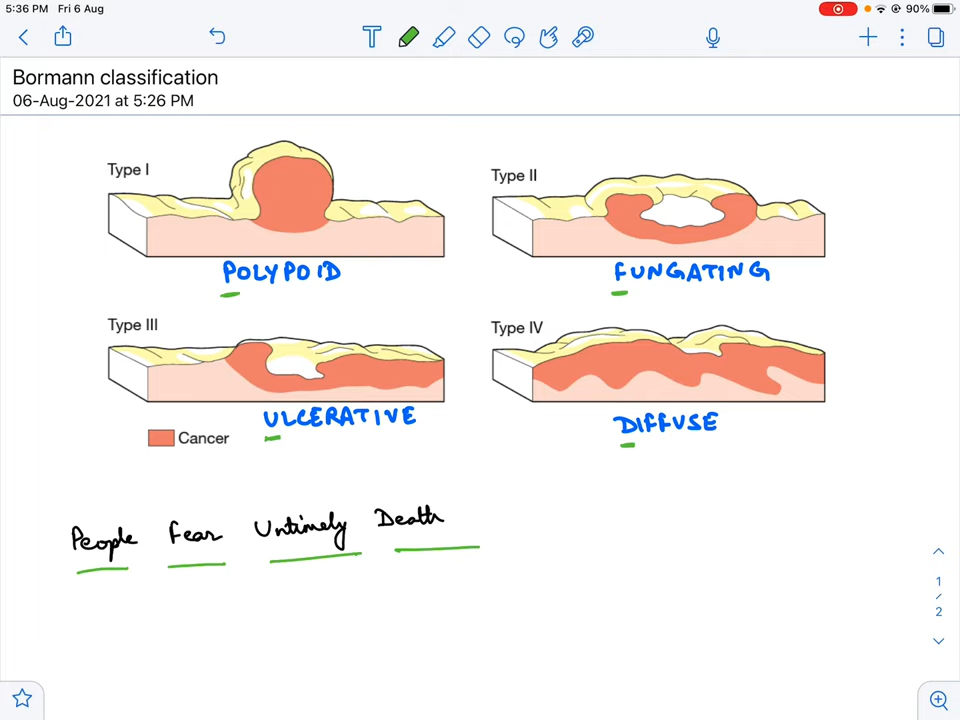 5:36 PM Fri 6 Aug
90%
T
Bormann classification
06-Aug-2021 at 5:26 PM
Type I
Type II
POLYPOID
FUNGATING
Type III
Type IV
ULCERATIVE
DIFFUSE
Cancer
People Fear Untimely Death
1
/
2